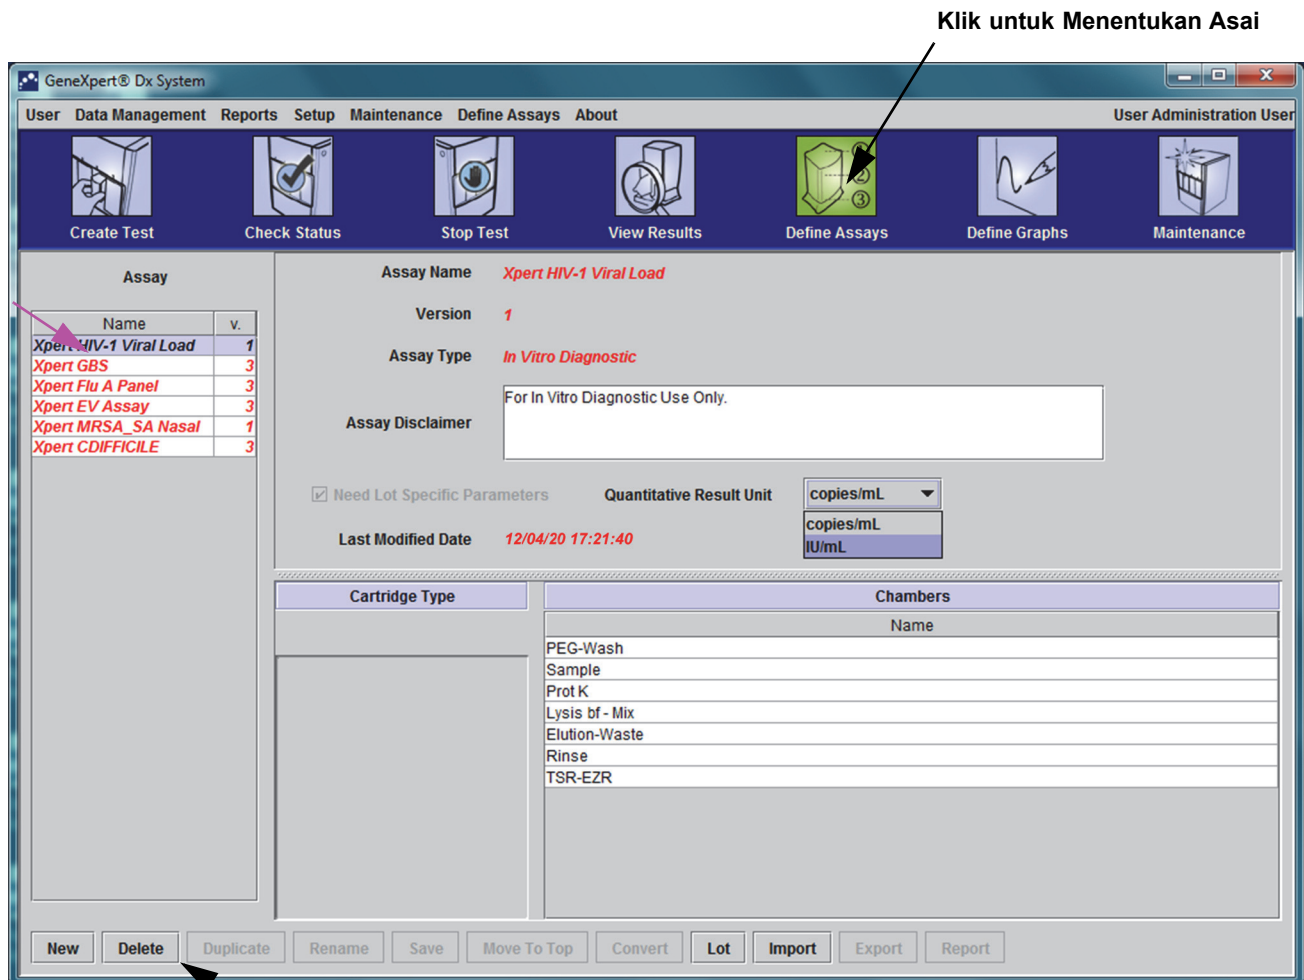 Klik untuk Menentukan Asai
GeneXpert® Dx System
User Data Management Reports Setup Maintenance Define Assays About User Administration User
① ② ③
Create Test Check Status Stop Test View Results Define Assays Define Graphs Maintenance
Assay
Name v.
Xpert HIV-1 Viral Load 1
Xpert GBS 3
Xpert Flu A Panel 3
Xpert EV Assay 3
Xpert MRSA_SA Nasal 1
Xpert CDIFFICILE 3
Assay Name Xpert HIV-1 Viral Load
Version 1
Assay Type In Vitro Diagnostic
Assay Disclaimer For In Vitro Diagnostic Use Only.
Need Lot Specific Parameters Quantitative Result Unit copies/mL
copies/mL
IU/mL
Last Modified Date 12/04/20 17:21:40
Cartridge Type Chambers
Name
PEG-Wash
Sample
Prot K
Lysis bf - Mix
Elution-Waste
Rinse
TSR-EZR
New Delete Duplicate Rename Save Move To Top Convert Lot Import Export Report